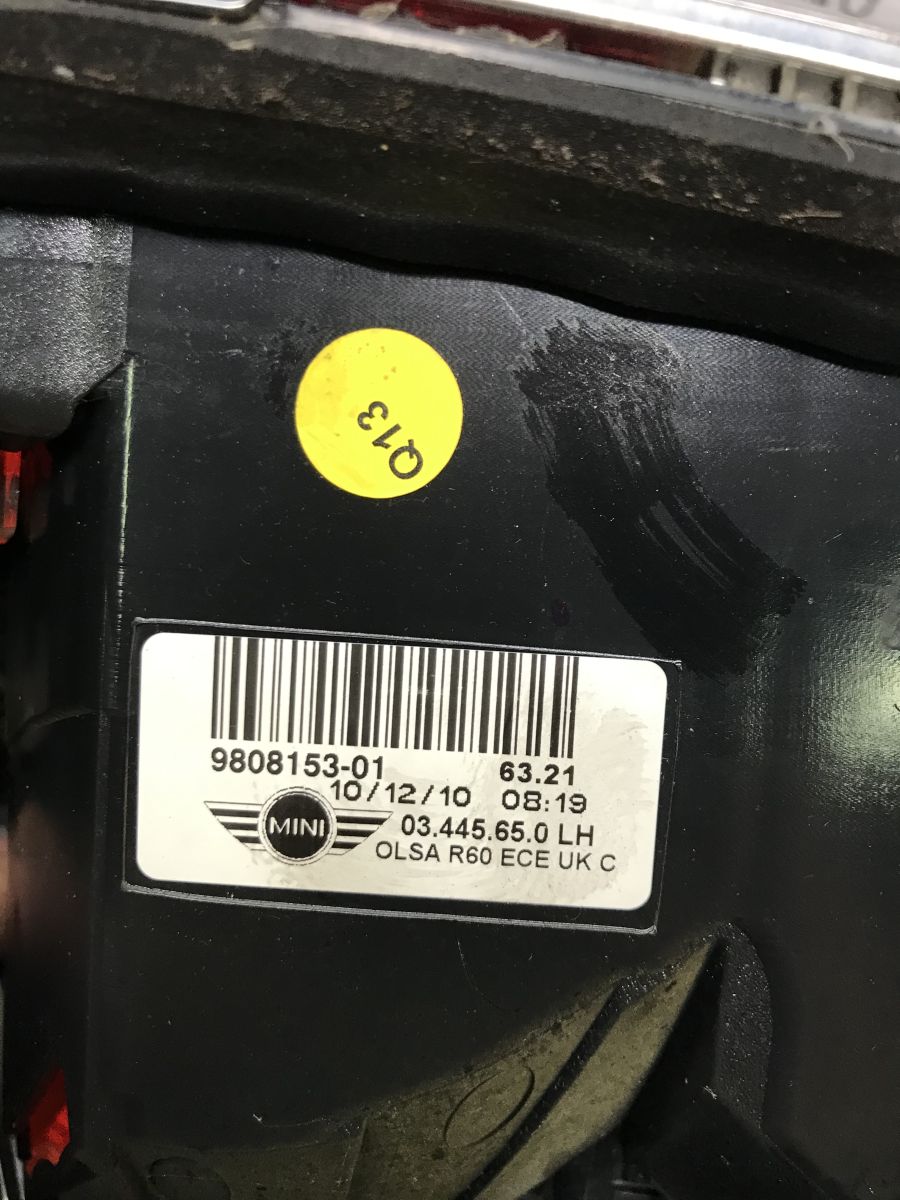 Q13
9808153-01 63.21
10/12/10 08:19
MINI
03.445.65.0 LH
OLSA R60 ECE UK C